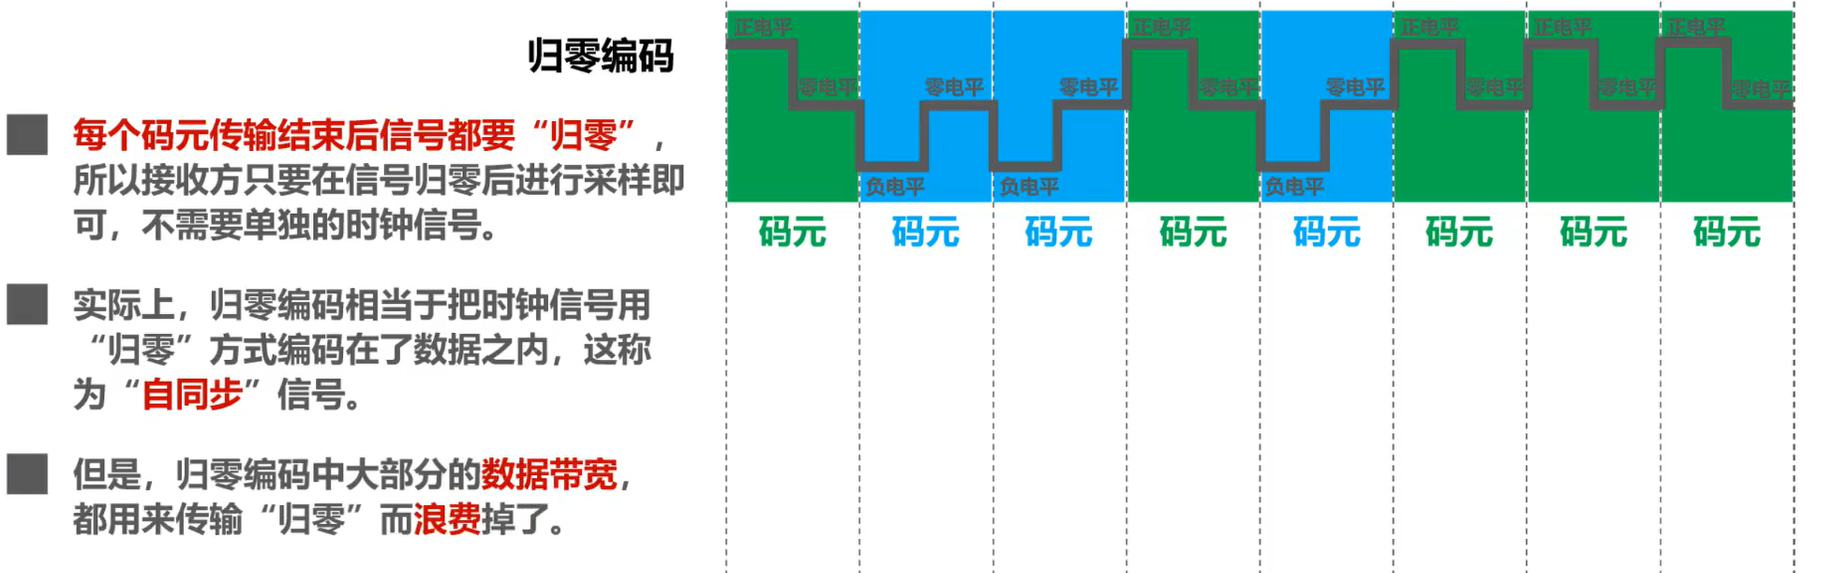 归零编码
每个码元传输结束后信号都要“归零”，
所以接收方只要在信号归零后进行采样即
可，不需要单独的时钟信号。
实际上，归零编码相当于把时钟信号用
“归零”方式编码在了数据之内，这称
为“自同步”信号。
但是，归零编码中大部分的数据带宽，
都用来传输“归零”而浪费掉了。
正电平 正电平 正电平 正电平 正电平
零电平 零电平 零电平 零电平 零电平 零电平 零电平 零电平
负电平 负电平 负电平
码元 码元 码元 码元 码元 码元 码元 码元